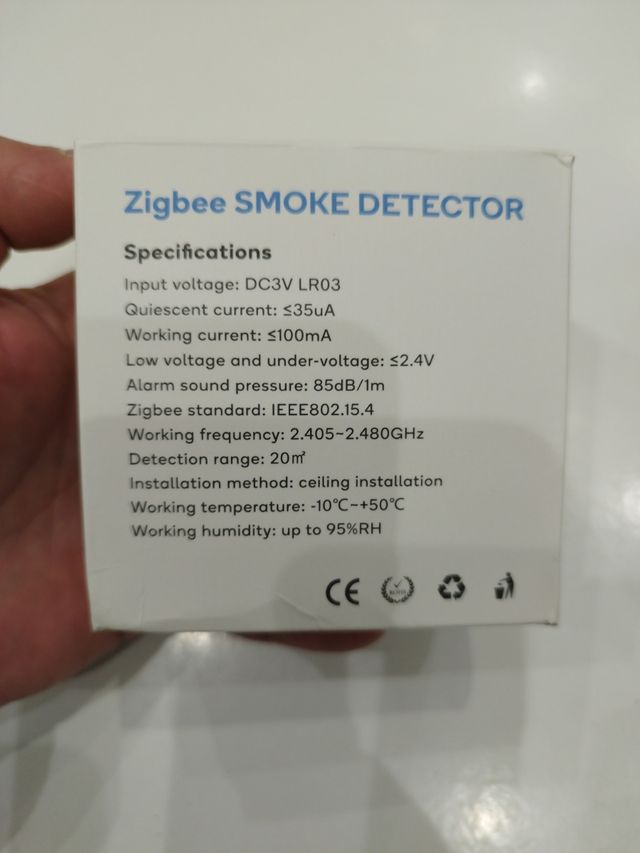 Zigbee SMOKE DETECTOR
Specifications
Input voltage: DC3V LR03
Quiescent current: ≤35uA
Working current: ≤100mA
Low voltage and under-voltage: ≤2.4V
Alarm sound pressure: 85dB/1m
Zigbee standard: IEEE802.15.4
Working frequency: 2.405~2.480GHz
Detection range: 20㎡
Installation method: ceiling installation
Working temperature: -10℃~+50℃
Working humidity: up to 95%RH
CE